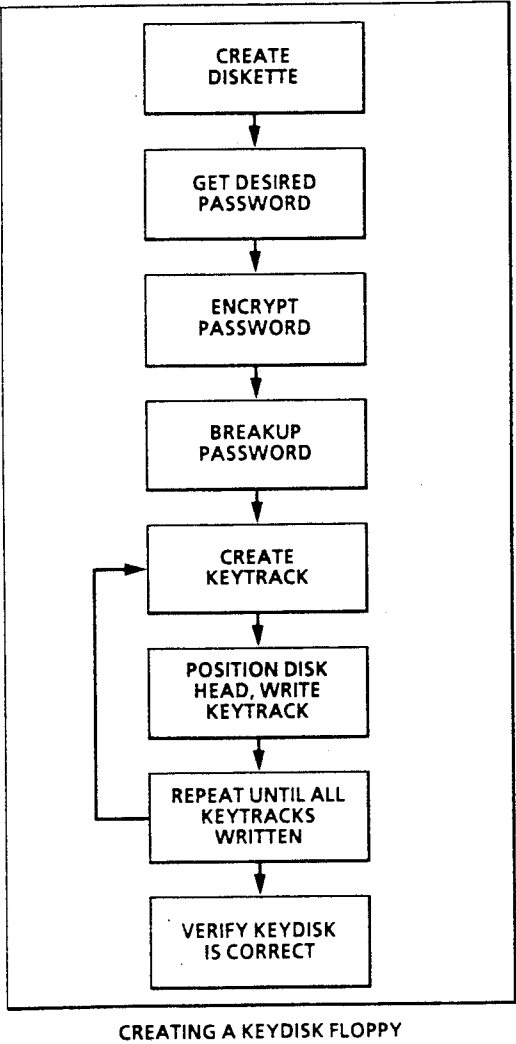 CREATE
DISKETTE
GET DESIRED
PASSWORD
ENCRYPT
PASSWORD
BREAKUP
PASSWORD
CREATE
KEYTRACK
POSITION DISK
HEAD, WRITE
KEYTRACK
REPEAT UNTIL ALL
KEYTRACKS
WRITTEN
VERIFY KEYDISK
IS CORRECT
CREATING A KEYDISK FLOPPY